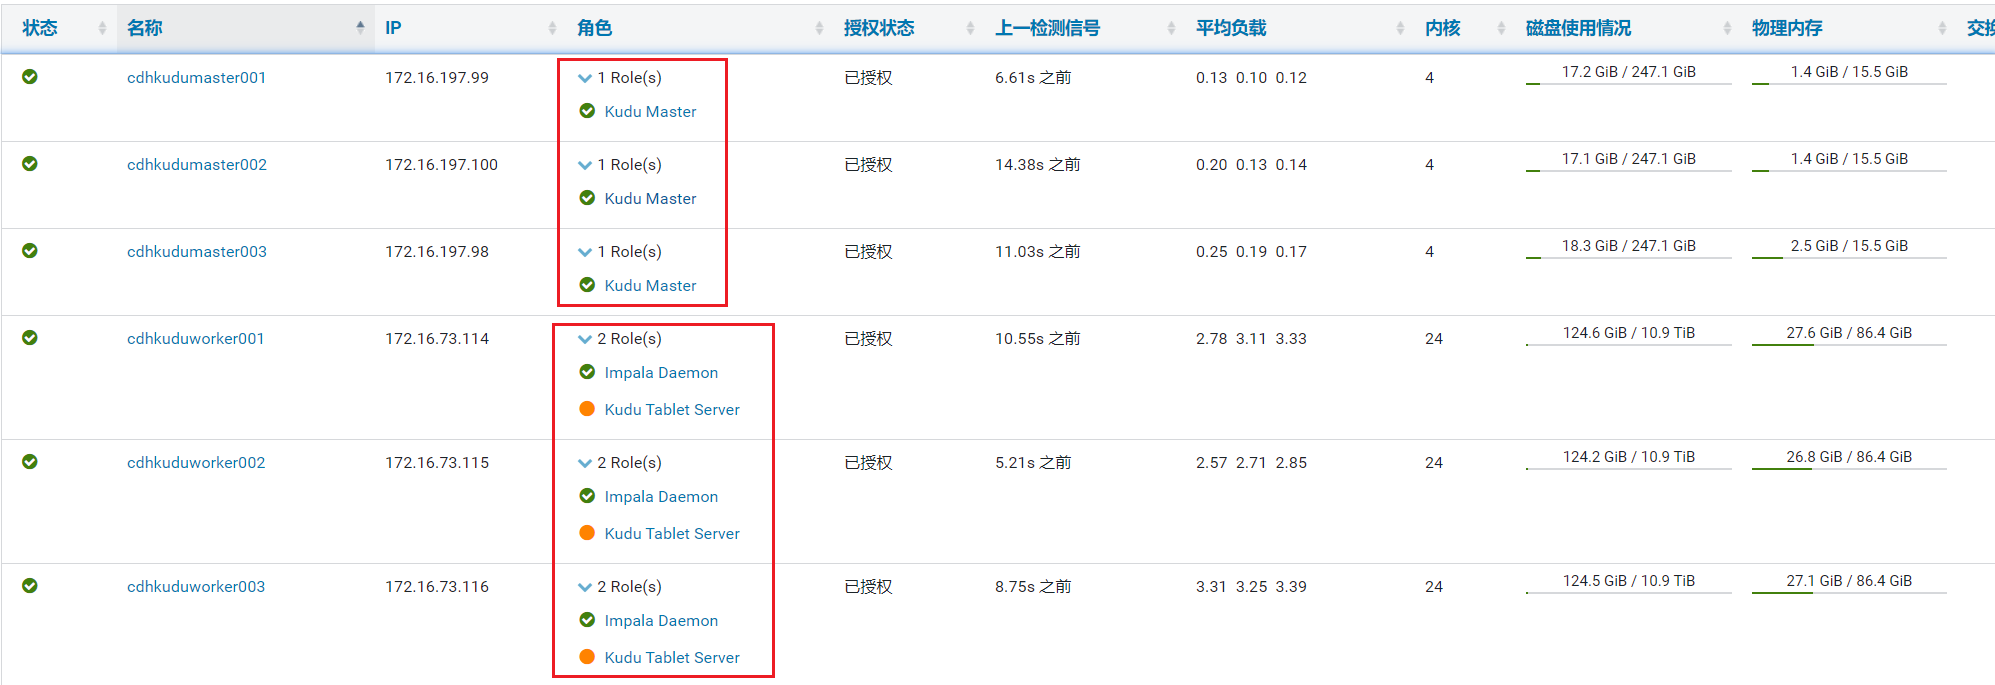 状态 名称 IP 角色 授权状态 上一检测信号 平均负载 内核 磁盘使用情况 物理内存
cdhkudumaster001 172.16.197.99 1 Role(s) 已授权 6.61s 之前 0.13 0.10 0.12 4 17.2 GiB / 247.1 GiB 1.4 GiB / 15.5 GiB
Kudu Master
cdhkudumaster002 172.16.197.100 1 Role(s) 已授权 14.38s 之前 0.20 0.13 0.14 4 17.1 GiB / 247.1 GiB 1.4 GiB / 15.5 GiB
Kudu Master
cdhkudumaster003 172.16.197.98 1 Role(s) 已授权 11.03s 之前 0.25 0.19 0.17 4 18.3 GiB / 247.1 GiB 2.5 GiB / 15.5 GiB
Kudu Master
cdhkuduworker001 172.16.73.114 2 Role(s) 已授权 10.55s 之前 2.78 3.11 3.33 24 124.6 GiB / 10.9 TiB 27.6 GiB / 86.4 GiB
Impala Daemon
Kudu Tablet Server
cdhkuduworker002 172.16.73.115 2 Role(s) 已授权 5.21s 之前 2.57 2.71 2.85 24 124.2 GiB / 10.9 TiB 26.8 GiB / 86.4 GiB
Impala Daemon
Kudu Tablet Server
cdhkuduworker003 172.16.73.116 2 Role(s) 已授权 8.75s 之前 3.31 3.25 3.39 24 124.5 GiB / 10.9 TiB 27.1 GiB / 86.4 GiB
Impala Daemon
Kudu Tablet Server